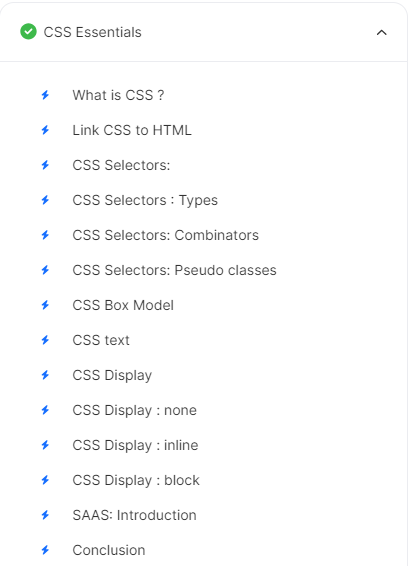 CSS Essentials
What is CSS ?
Link CSS to HTML
CSS Selectors:
CSS Selectors : Types
CSS Selectors: Combinators
CSS Selectors: Pseudo classes
CSS Box Model
CSS text
CSS Display
CSS Display : none
CSS Display : inline
CSS Display : block
SAAS: Introduction
Conclusion